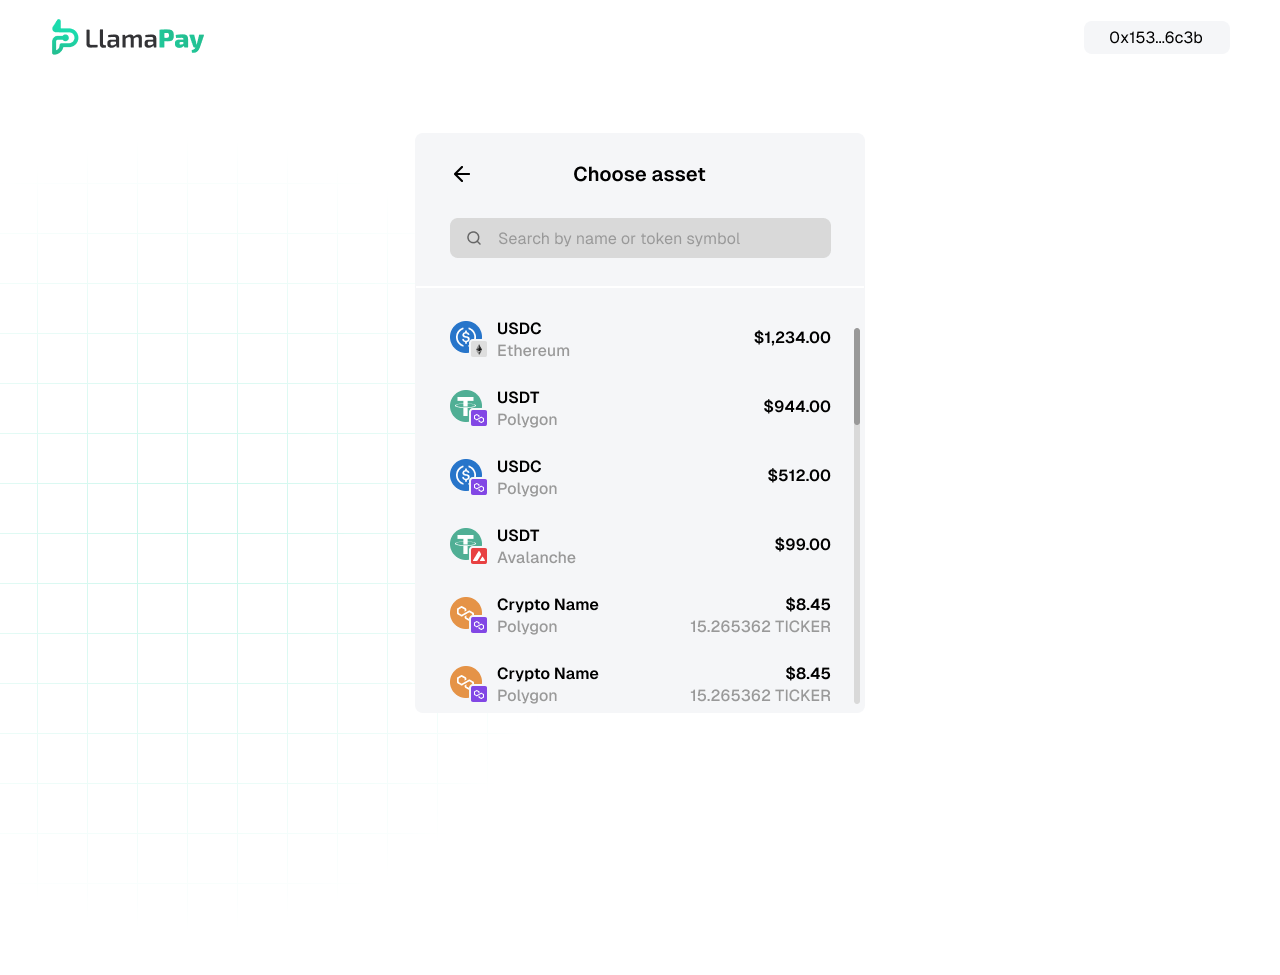 LlamaPay
0x153...6c3b
Choose asset
Search by name or token symbol
USDC
Ethereum
$1,234.00
USDT
Polygon
$944.00
USDC
Polygon
$512.00
USDT
Avalanche
$99.00
Crypto Name
Polygon
$8.45
15.265362 TICKER
Crypto Name
Polygon
$8.45
15.265362 TICKER